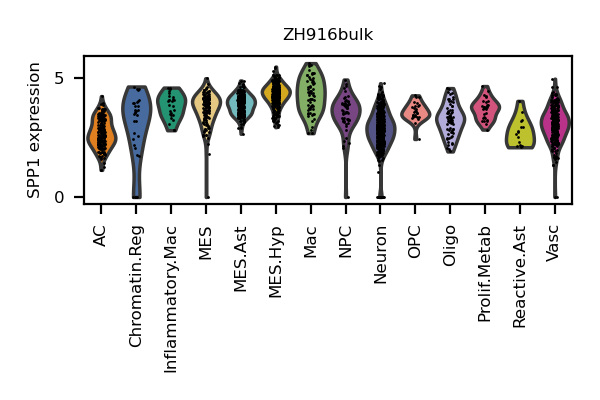 ZH916bulk
SPP1 expression
5
0
AC
Chromatin.Reg
Inflammatory.Mac
MES
MES.Ast
MES.Hyp
Mac
NPC
Neuron
OPC
Oligo
Prolif.Metab
Reactive.Ast
Vasc